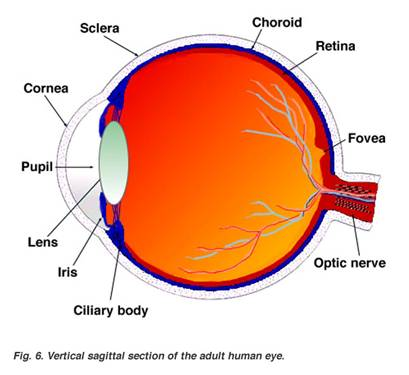 Sclera
Choroid
Retina
Cornea
Fovea
Pupil
Lens
Iris
Optic nerve
Ciliary body
Fig. 6. Vertical sagittal section of the adult human eye.